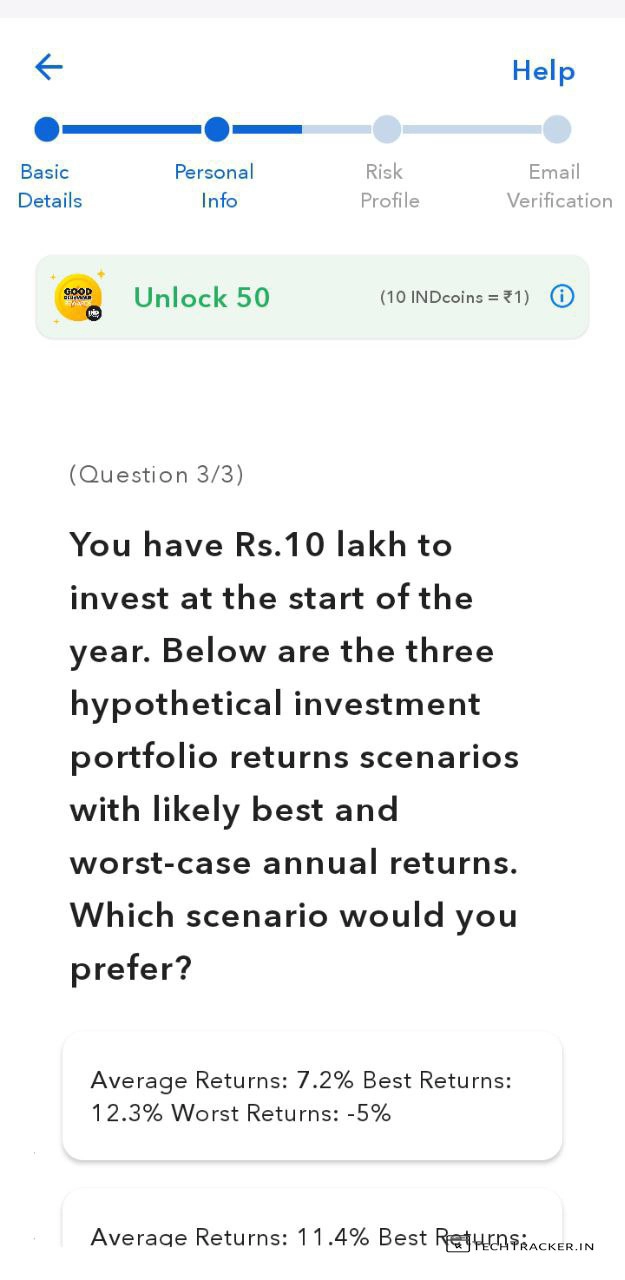 Help
Basic Details
Personal Info
Risk Profile
Email Verification
GOOD
Unlock 50
(10 INDcoins = ₹1)
(Question 3/3)
You have Rs.10 lakh to
invest at the start of the
year. Below are the three
hypothetical investment
portfolio returns scenarios
with likely best and
worst-case annual returns.
Which scenario would you
prefer?
Average Returns: 7.2% Best Returns:
12.3% Worst Returns: -5%
Average Returns: 11.4% Best Returns:
TECHTRACKER.IN